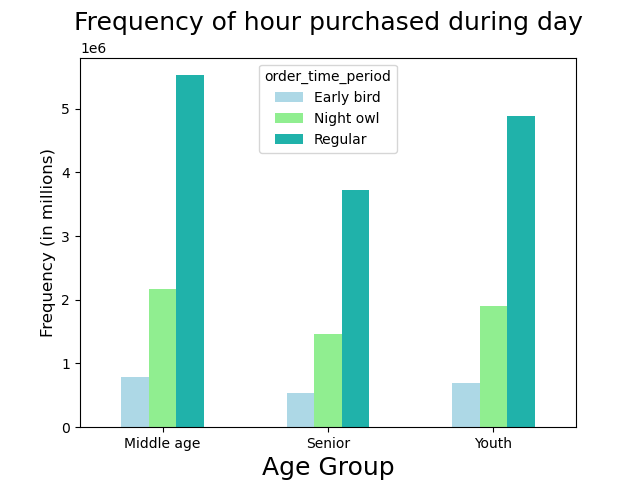 Frequency of hour purchased during day
1e6
order_time_period
Early bird
Night owl
Regular
5
4
3
2
1
0
Frequency (in millions)
Middle age Senior Youth
Age Group